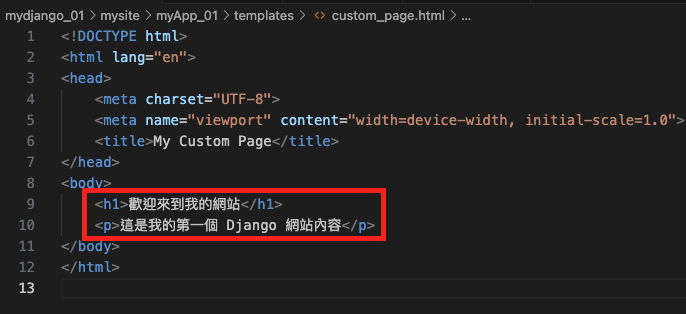 mydjango_01 > mysite > myApp_01 > templates > <> custom_page.html > ...
1 <!DOCTYPE html>
2 <html lang="en">
3 <head>
4 <meta charset="UTF-8">
5 <meta name="viewport" content="width=device-width, initial-scale=1.0">
6 <title>My Custom Page</title>
7 </head>
8 <body>
9 <h1>歡迎來到我的網站</h1>
10 <p>這是我的第一個 Django 網站內容</p>
11 </body>
12 </html>
13